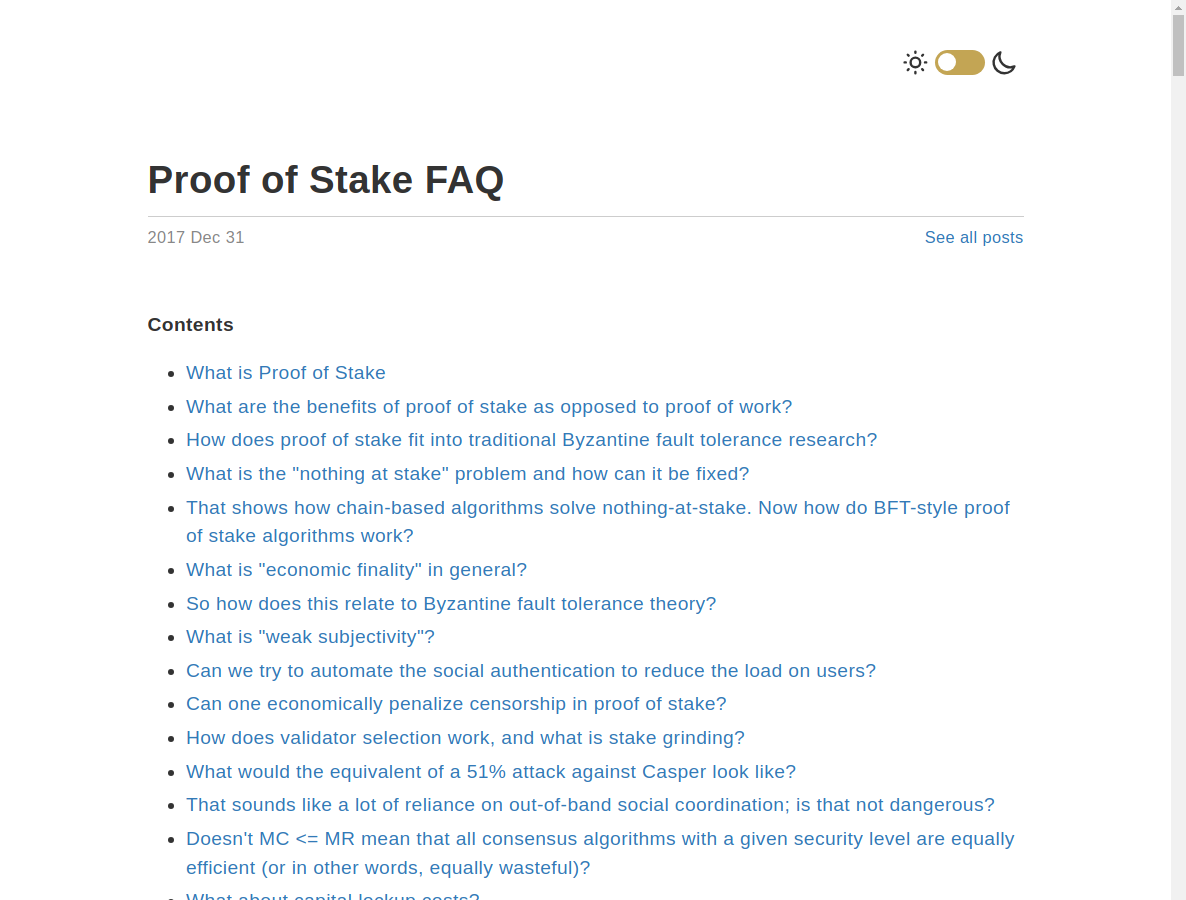 Proof of Stake FAQ
2017 Dec 31
See all posts
Contents
What is Proof of Stake
What are the benefits of proof of stake as opposed to proof of work?
How does proof of stake fit into traditional Byzantine fault tolerance research?
What is the "nothing at stake" problem and how can it be fixed?
That shows how chain-based algorithms solve nothing-at-stake. Now how do BFT-style proof
of stake algorithms work?
What is "economic finality" in general?
So how does this relate to Byzantine fault tolerance theory?
What is "weak subjectivity"?
Can we try to automate the social authentication to reduce the load on users?
Can one economically penalize censorship in proof of stake?
How does validator selection work, and what is stake grinding?
What would the equivalent of a 51% attack against Casper look like?
That sounds like a lot of reliance on out-of-band social coordination; is that not dangerous?
Doesn't MC <= MR mean that all consensus algorithms with a given security level are equally
efficient (or in other words, equally wasteful)?
What about capital lockup costs?